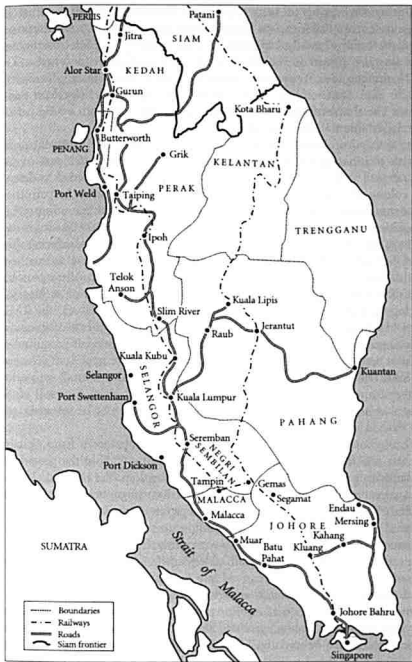 PERLIS
Patani
Jitra
SIAM
Alor Star
KEDAH
Gurun
Kota Bharu
Butterworth
PENANG
Grik
KELANTAN
Port Weld
Taiping
PERAK
TRENGGANU
Ipoh
Telok
Anson
Kuala Lipis
Slim River
Raub
Jerantut
Kuala Kubu
Selangor
SELANGOR
Kuantan
Port Swettenham
Kuala Lumpur
PAHANG
Seremban
NEGRI
SEMBILAN
Port Dickson
Tampin
Gemas
MALACCA
Segamat
Endau
Malacca
JOHORE
Mersing
SUMATRA
Muar
Kahang
Batu
Pahat
Kluang
Strait of Malacca
Boundaries
Railways
Roads
Siam frontier
Johore Bahru
Singapore